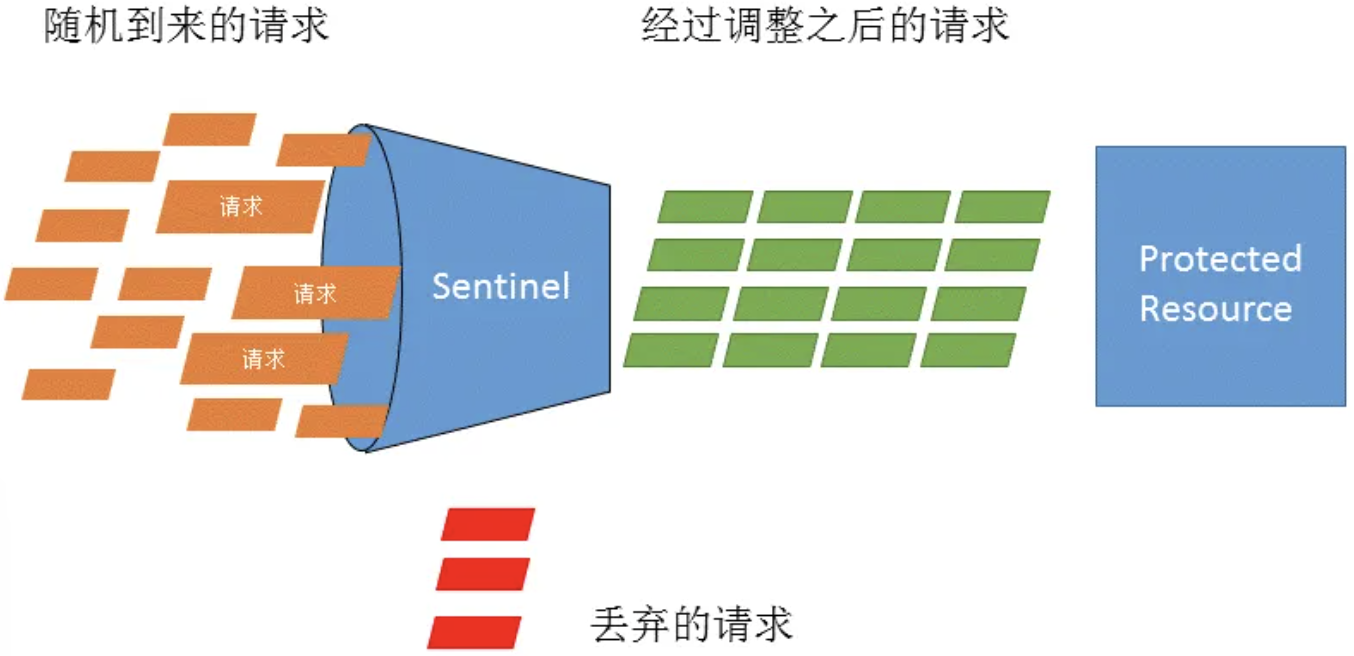 随机到来的请求
经过调整之后的请求
请求
请求
请求
Sentinel
Protected
Resource
丢弃的请求